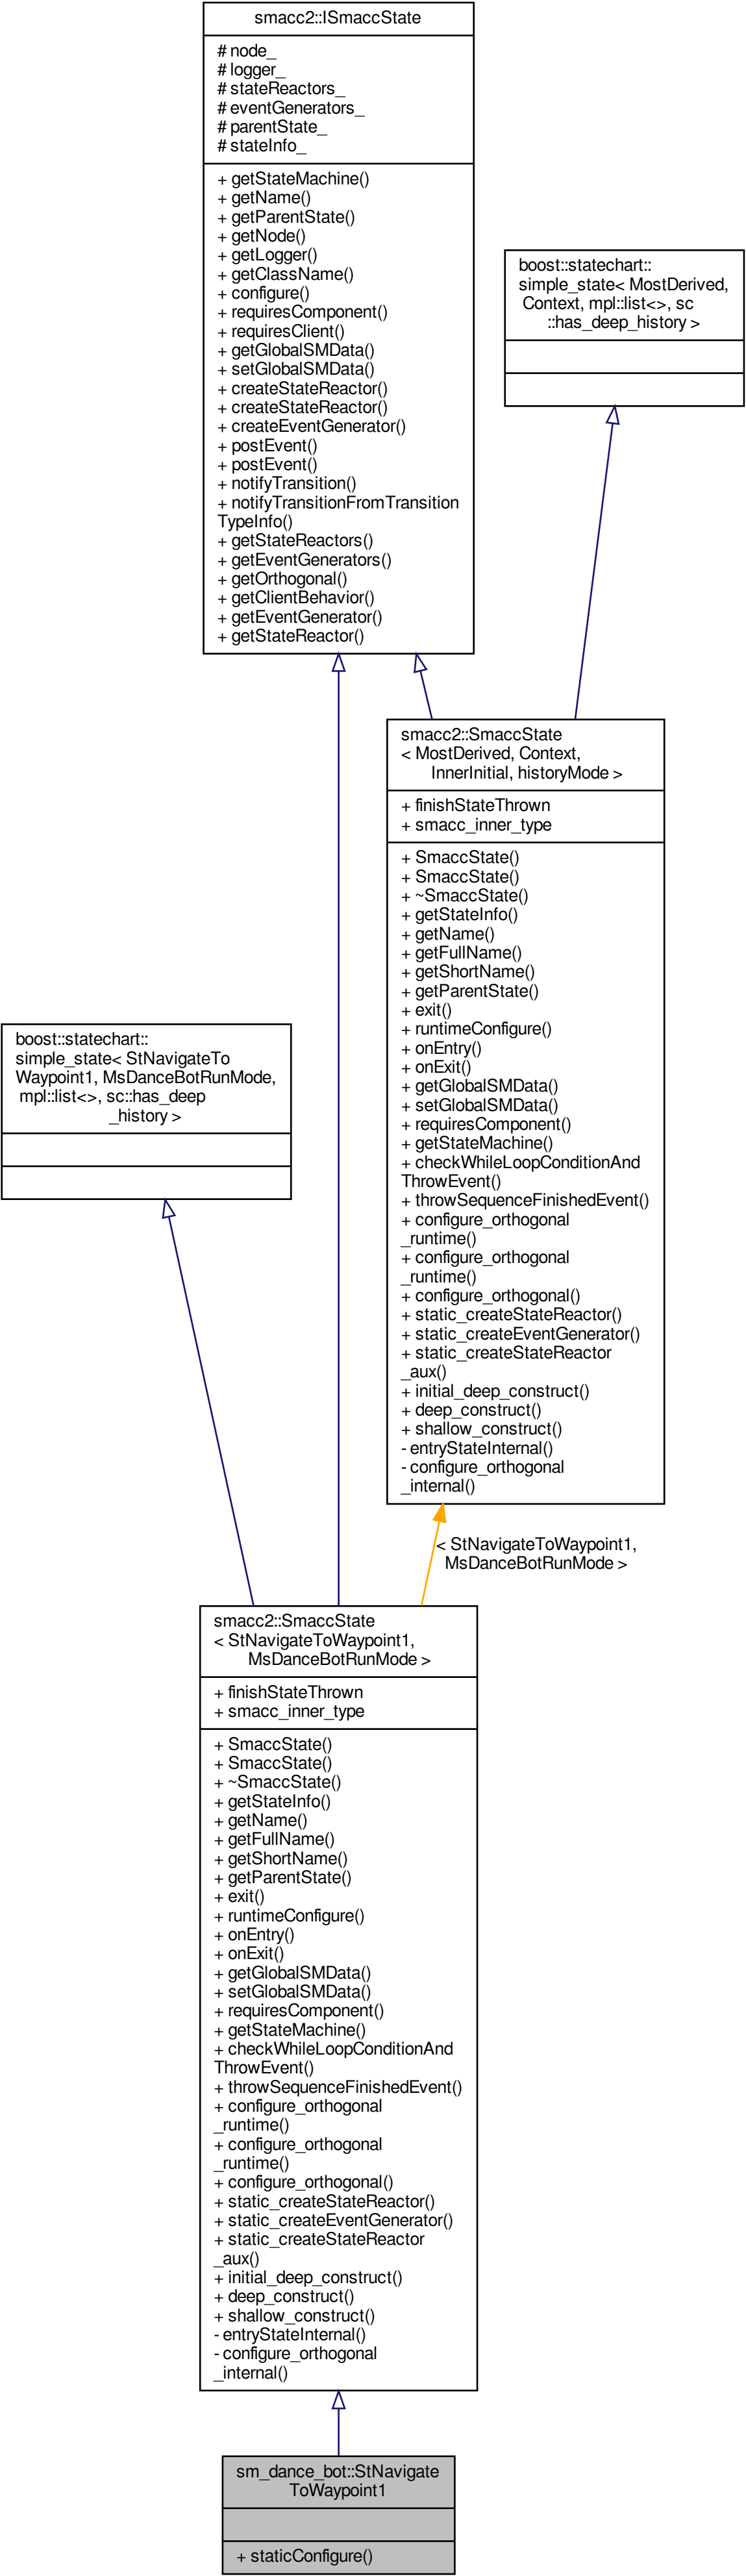 smacc2::ISmaccState
# node_
# logger_
# stateReactors_
# eventGenerators_
# parentState_
# stateInfo_
+ getStateMachine()
+ getName()
+ getParentState()
+ getNode()
+ getLogger()
+ getClassName()
+ configure()
+ requiresComponent()
+ requiresClient()
+ getGlobalSMData()
+ setGlobalSMData()
+ createStateReactor()
+ createStateReactor()
+ createEventGenerator()
+ postEvent()
+ postEvent()
+ notifyTransition()
+ notifyTransitionFromTransition
TypeInfo()
+ getStateReactors()
+ getEventGenerators()
+ getOrthogonal()
+ getClientBehavior()
+ getEventGenerator()
+ getStateReactor()
boost::statechart::
simple_state< MostDerived,
Context, mpl::list<>, sc
::has_deep_history >
smacc2::SmaccState
< MostDerived, Context,
InnerInitial, historyMode >
+ finishStateThrown
+ smacc_inner_type
+ SmaccState()
+ SmaccState()
+ ~SmaccState()
+ getStateInfo()
+ getName()
+ getFullName()
+ getShortName()
+ getParentState()
+ exit()
+ runtimeConfigure()
+ onEntry()
+ onExit()
+ getGlobalSMData()
+ setGlobalSMData()
+ requiresComponent()
+ getStateMachine()
+ checkWhileLoopConditionAnd
ThrowEvent()
+ throwSequenceFinishedEvent()
+ configure_orthogonal
_runtime()
+ configure_orthogonal
_runtime()
+ configure_orthogonal()
+ static_createStateReactor()
+ static_createEventGenerator()
+ static_createStateReactor
_aux()
+ initial_deep_construct()
+ deep_construct()
+ shallow_construct()
- entryStateInternal()
- configure_orthogonal
_internal()
boost::statechart::
simple_state< StNavigateTo
Waypoint1, MsDanceBotRunMode,
mpl::list<>, sc::has_deep
_history >
< StNavigateToWaypoint1,
MsDanceBotRunMode >
smacc2::SmaccState
< StNavigateToWaypoint1,
MsDanceBotRunMode >
+ finishStateThrown
+ smacc_inner_type
+ SmaccState()
+ SmaccState()
+ ~SmaccState()
+ getStateInfo()
+ getName()
+ getFullName()
+ getShortName()
+ getParentState()
+ exit()
+ runtimeConfigure()
+ onEntry()
+ onExit()
+ getGlobalSMData()
+ setGlobalSMData()
+ requiresComponent()
+ getStateMachine()
+ checkWhileLoopConditionAnd
ThrowEvent()
+ throwSequenceFinishedEvent()
+ configure_orthogonal
_runtime()
+ configure_orthogonal
_runtime()
+ configure_orthogonal()
+ static_createStateReactor()
+ static_createEventGenerator()
+ static_createStateReactor
_aux()
+ initial_deep_construct()
+ deep_construct()
+ shallow_construct()
- entryStateInternal()
- configure_orthogonal
_internal()
sm_dance_bot::StNavigate
ToWaypoint1
+ staticConfigure()